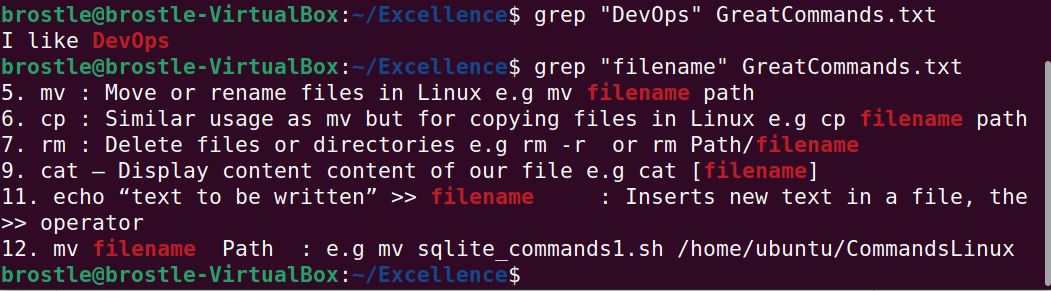 brostle@brostle-VirtualBox:~/Excellence$ grep "DevOps" GreatCommands.txt
I like DevOps
brostle@brostle-VirtualBox:~/Excellence$ grep "filename" GreatCommands.txt
5. mv : Move or rename files in Linux e.g mv filename path
6. cp : Similar usage as mv but for copying files in Linux e.g cp filename path
7. rm : Delete files or directories e.g rm -r  or rm Path/filename
9. cat – Display content content of our file e.g cat [filename]
11. echo “text to be written” >> filename     : Inserts new text in a file, the
>> operator
12. mv filename  Path  : e.g mv sqlite_commands1.sh /home/ubuntu/CommandsLinux
brostle@brostle-VirtualBox:~/Excellence$